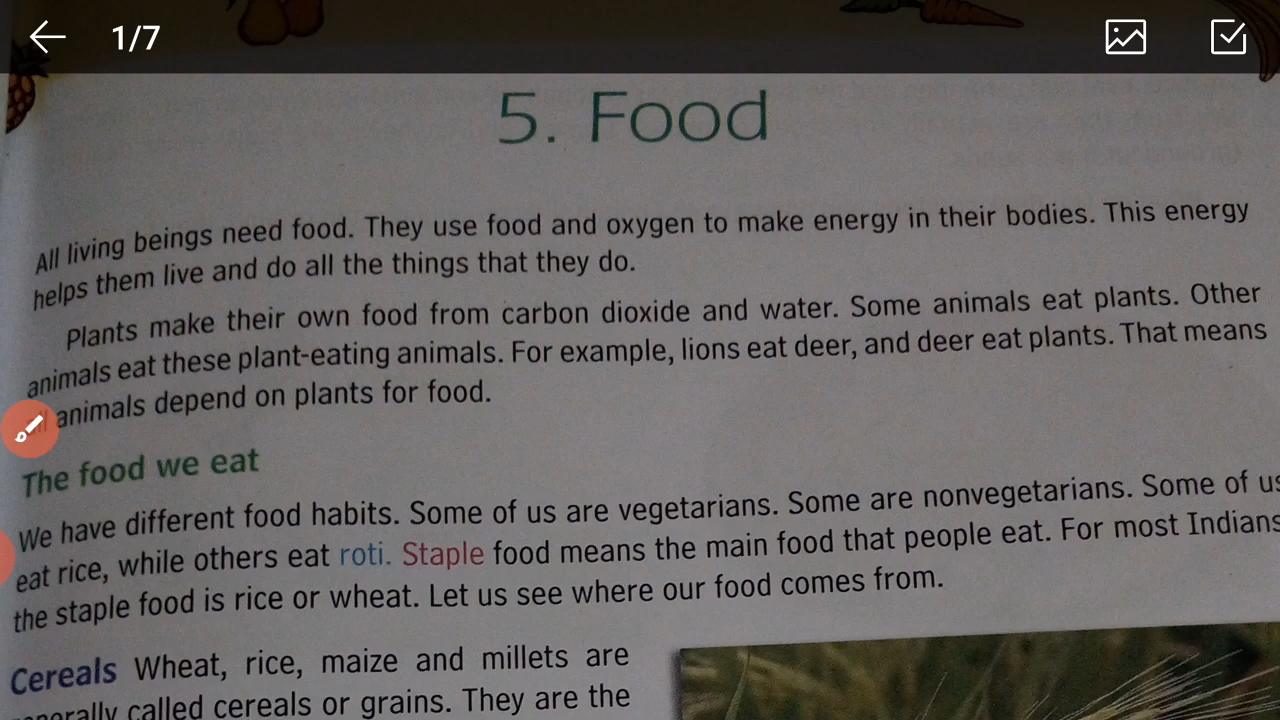 1/7
5. Food
All living beings need food. They use food and oxygen to make energy in their bodies. This energy
helps them live and do all the things that they do.
Plants make their own food from carbon dioxide and water. Some animals eat plants. Other
animals eat these plant-eating animals. For example, lions eat deer, and deer eat plants. That means
animals depend on plants for food.
The food we eat
We have different food habits. Some of us are vegetarians. Some are nonvegetarians. Some of us
eat rice, while others eat roti. Staple food means the main food that people eat. For most Indians
the staple food is rice or wheat. Let us see where our food comes from.
Cereals Wheat, rice, maize and millets are
called cereals or grains. They are the